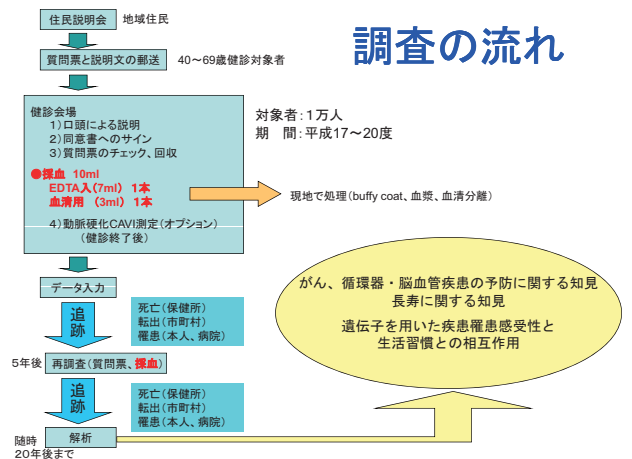 調査の流れ
住民説明会
地域住民
質問票と説明文の郵送
40～69歳健診対象者
健診会場
1)口頭による説明
2)同意書へのサイン
3)質問票のチェック、回収
●採血 10ml
EDTA入(7ml) 1本
血清用 (3ml) 1本
4)動脈硬化CAVI測定(オプション)
(健診終了後)
対象者：1万人
期 間：平成17～20度
現地で処理(buffy coat、血漿、血清分離)
データ入力
追跡
死亡(保健所)
転出(市町村)
罹患(本人、病院)
5年後
再調査(質問票、採血)
追跡
死亡(保健所)
転出(市町村)
罹患(本人、病院)
随時
20年後まで
解析
がん、循環器・脳血管疾患の予防に関する知見
長寿に関する知見
遺伝子を用いた疾患罹患感受性と
生活習慣との相互作用